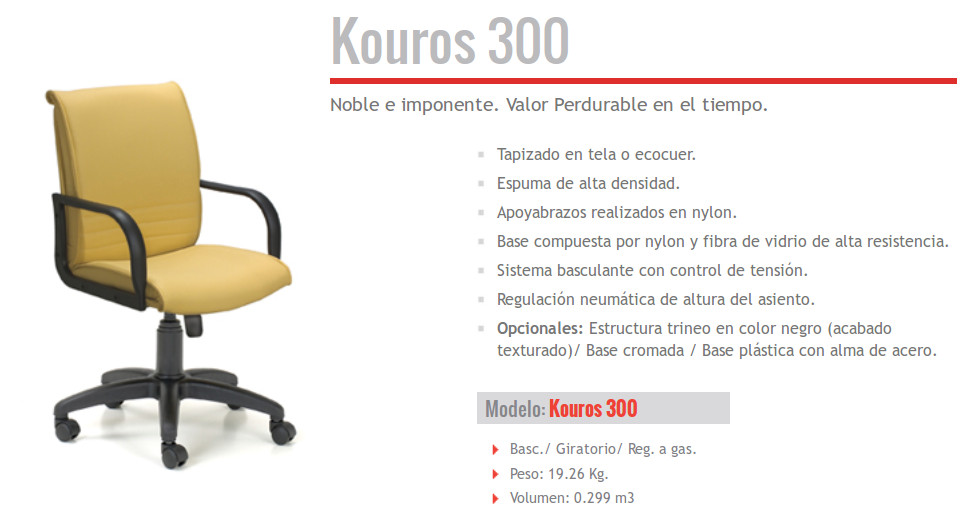 Kouros 300
Noble e imponente. Valor Perdurable en el tiempo.
Tapizado en tela o ecocuer.
Espuma de alta densidad.
Apoyabrazos realizados en nylon.
Base compuesta por nylon y fibra de vidrio de alta resistencia.
Sistema basculante con control de tensión.
Regulación neumática de altura del asiento.
Opcionales: Estructura trineo en color negro (acabado
texturado)/ Base cromada / Base plástica con alma de acero.
Modelo: Kouros 300
Basc./ Giratorio/ Reg. a gas.
Peso: 19.26 Kg.
Volumen: 0.299 m3